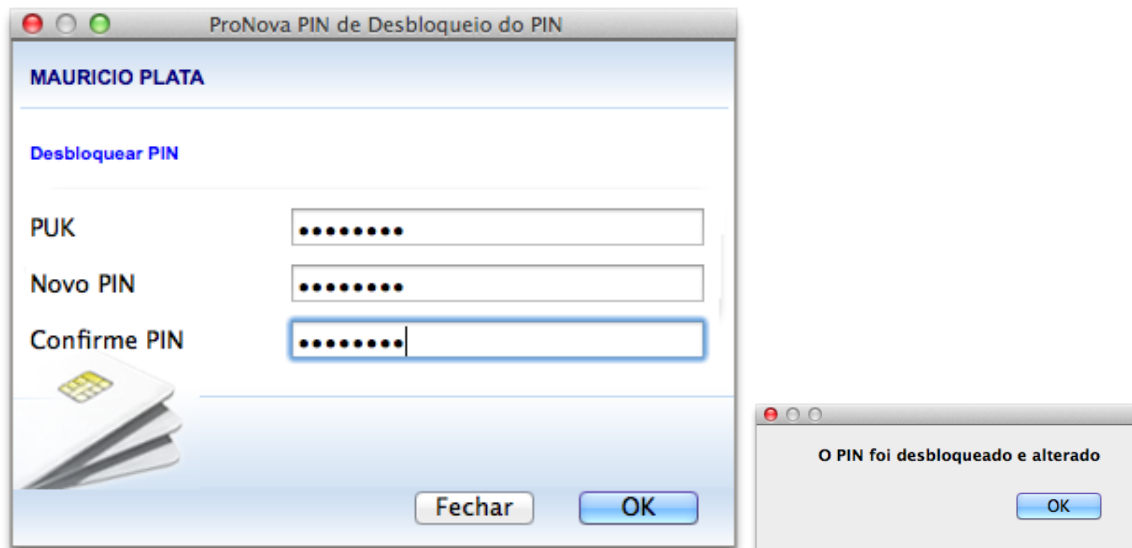 ProNova PIN de Desbloqueio do PIN
MAURICIO PLATA
Desbloquear PIN
PUK ••••••••
Novo PIN ••••••••
Confirme PIN ••••••••
Fechar OK
O PIN foi desbloqueado e alterado
OK